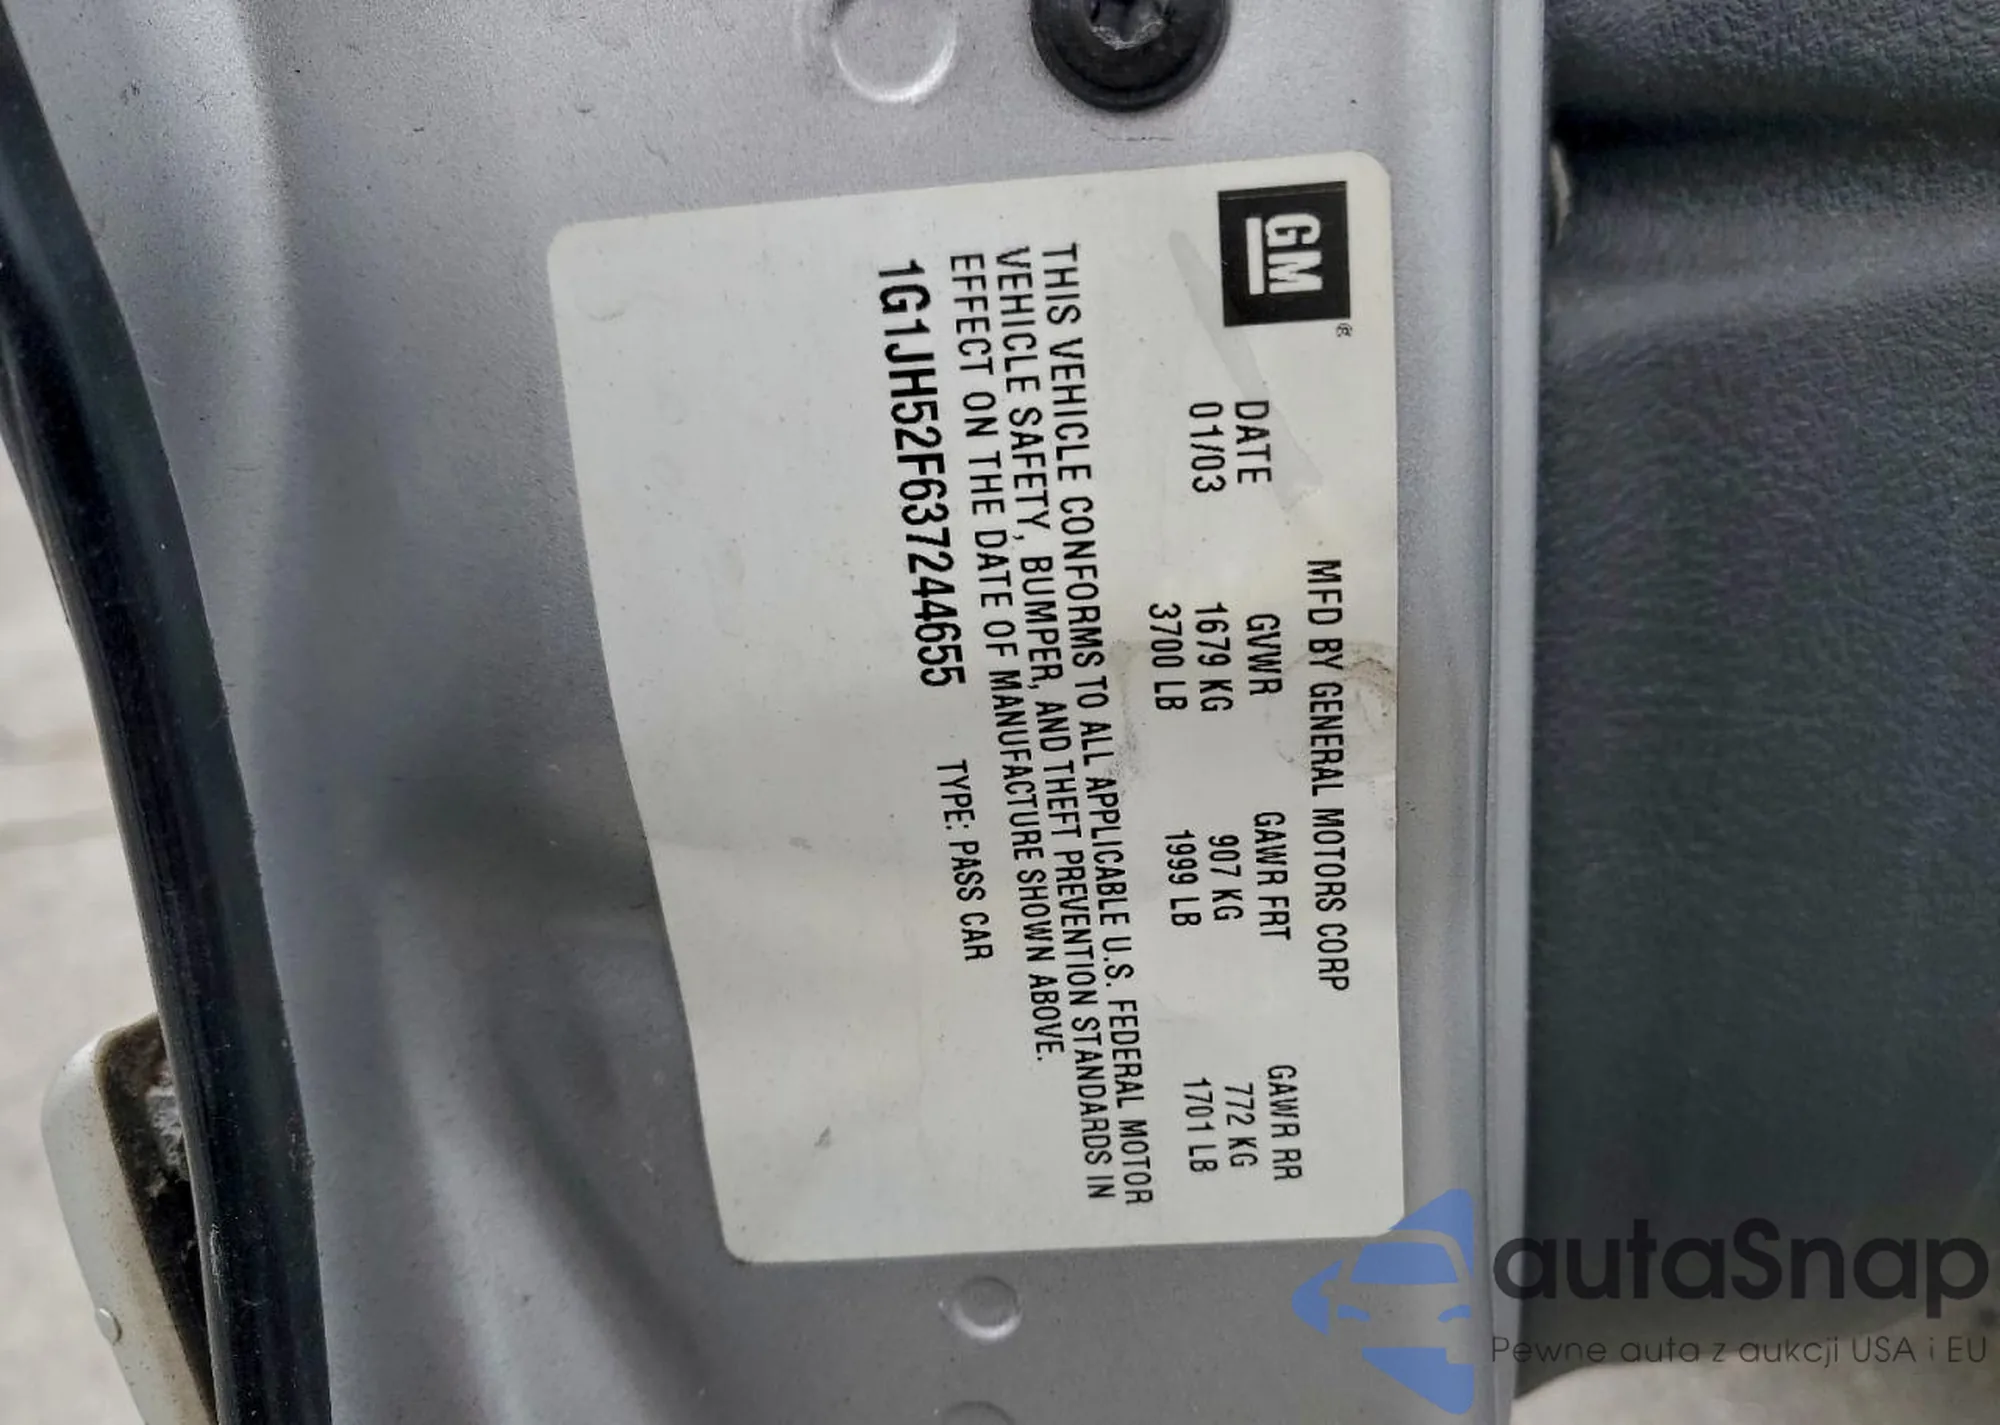 GM®
MFD BY GENERAL MOTORS CORP
DATE GVWR GAWR FRT GAWR RR
01/03 1679 KG 907 KG 772 KG
3700 LB 1999 LB 1701 LB
THIS VEHICLE CONFORMS TO ALL APPLICABLE U.S. FEDERAL MOTOR
VEHICLE SAFETY, BUMPER, AND THEFT PREVENTION STANDARDS IN
EFFECT ON THE DATE OF MANUFACTURE SHOWN ABOVE.
1G1JH52F637244655 TYPE: PASS CAR
autaSnap
Pewne auta z aukcji USA i EU